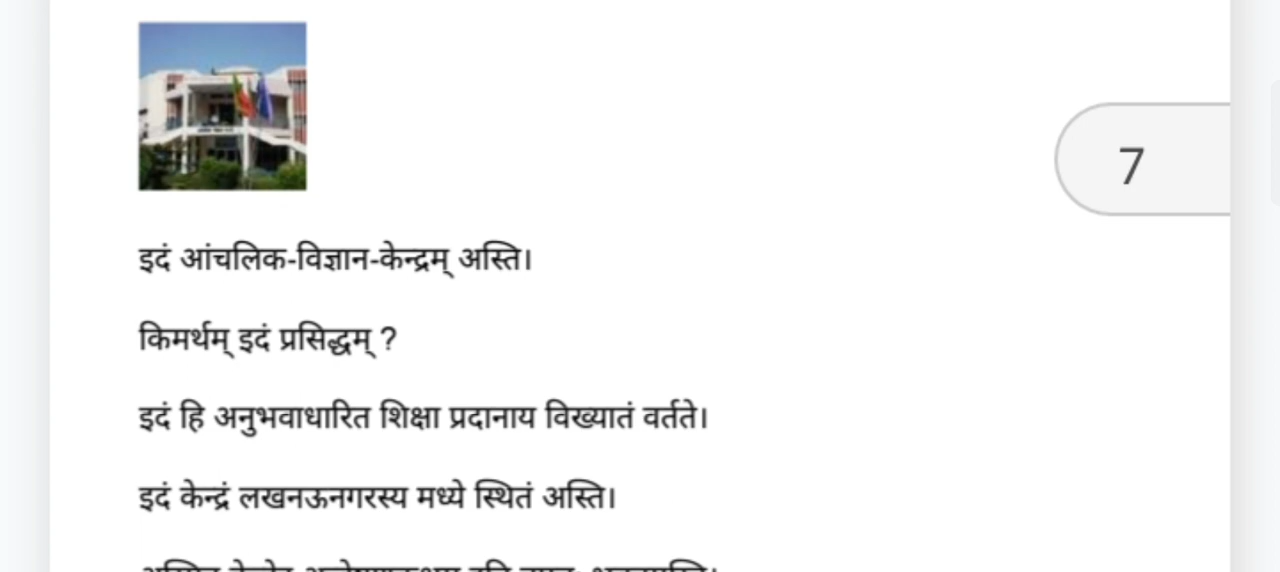 7
इदं आंचलिक-विज्ञान-केन्द्रम् अस्ति।
किमर्थम् इदं प्रसिद्धम् ?
इदं हि अनुभवाधारित शिक्षा प्रदानाय विख्यातं वर्तते।
इदं केन्द्रं लखनऊनगरस्य मध्ये स्थितं अस्ति।